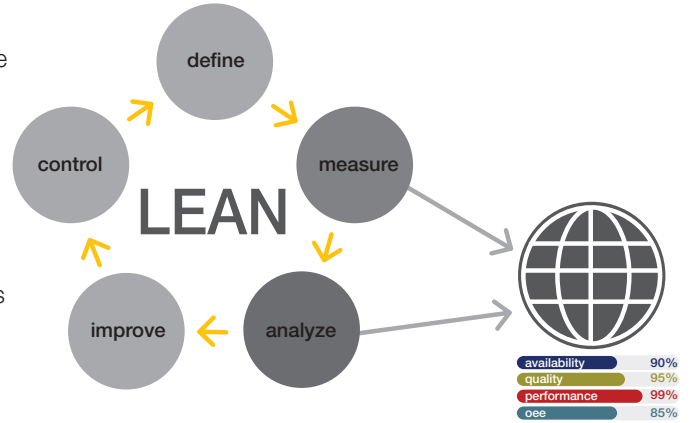 define
e
control
measure
LEAN
s
improve
analyze
availability 90%
quality 95%
performance 99%
oee 85%